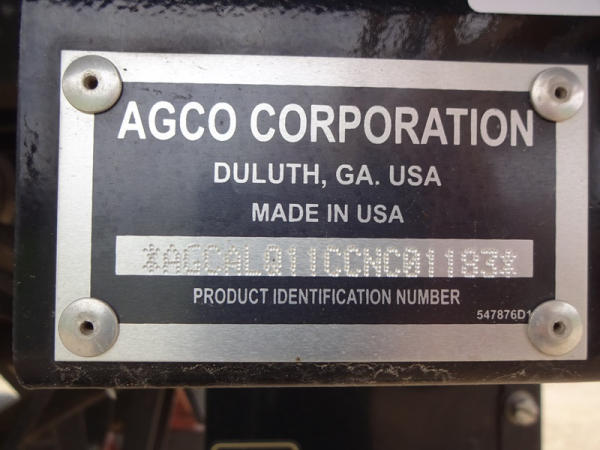 AGCO CORPORATION
DULUTH, GA. USA
MADE IN USA
*AGCAL011CCNC01183*
PRODUCT IDENTIFICATION NUMBER
547876D1